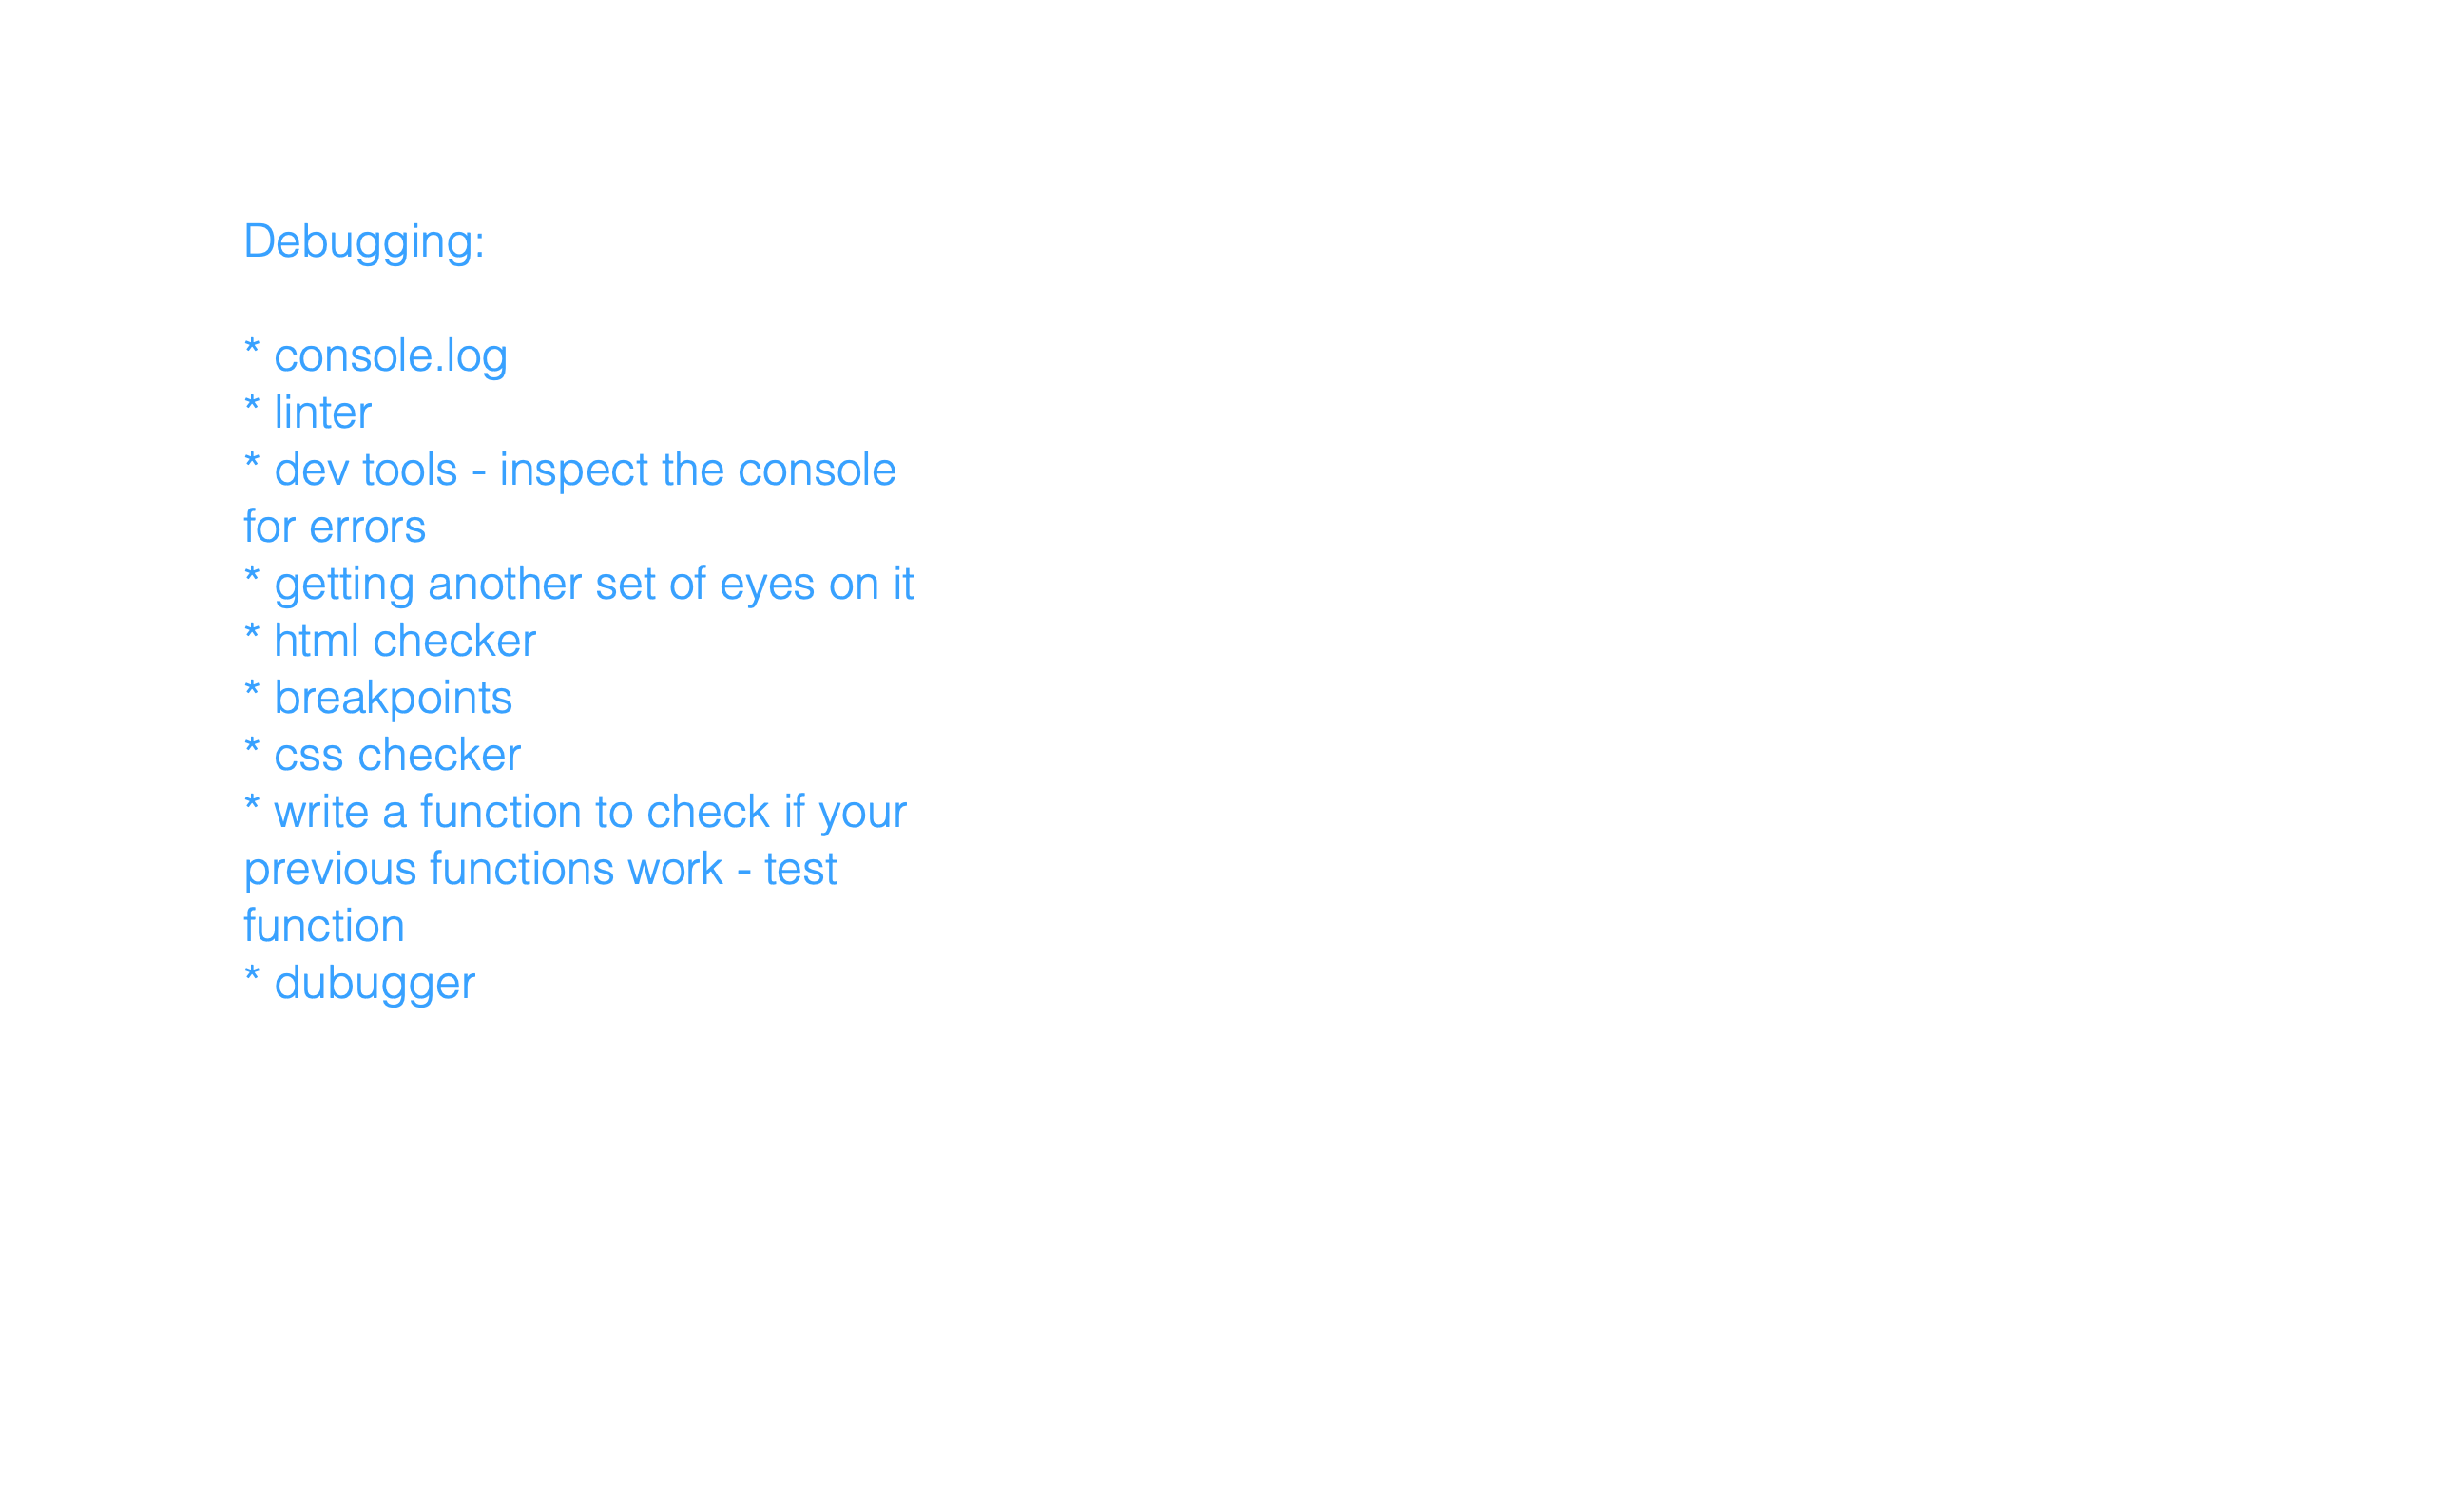 Debugging:
* console.log
* linter
* dev tools - inspect the console
for errors
* getting another set of eyes on it
* html checker
* breakpoints
* css checker
* write a function to check if your
previous functions work - test
function
* dubugger